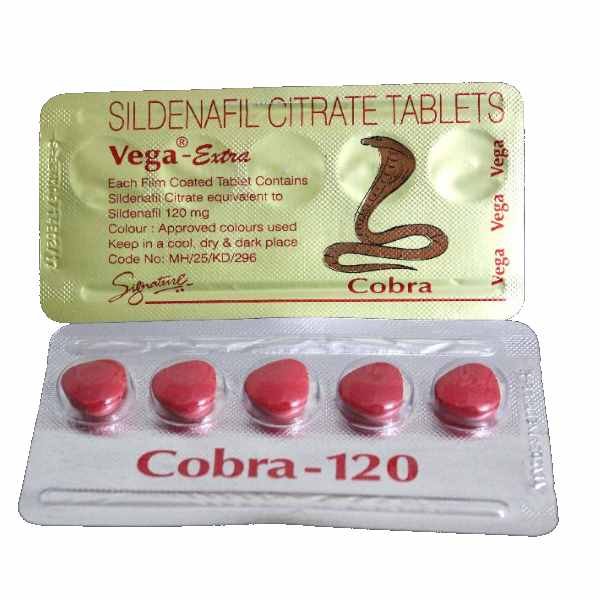 SILDENAFIL CITRATE TABLETS
Vega®-Extra
Each Film Coated Tablet Contains
Sildenafil Citrate equivalent to
Sildenafil 120 mg
Colour : Approved colours used
Keep in a cool, dry & dark place
Code No: MH/25/KD/296
Signature
Cobra
Vega Vega Vega
Cobra-120